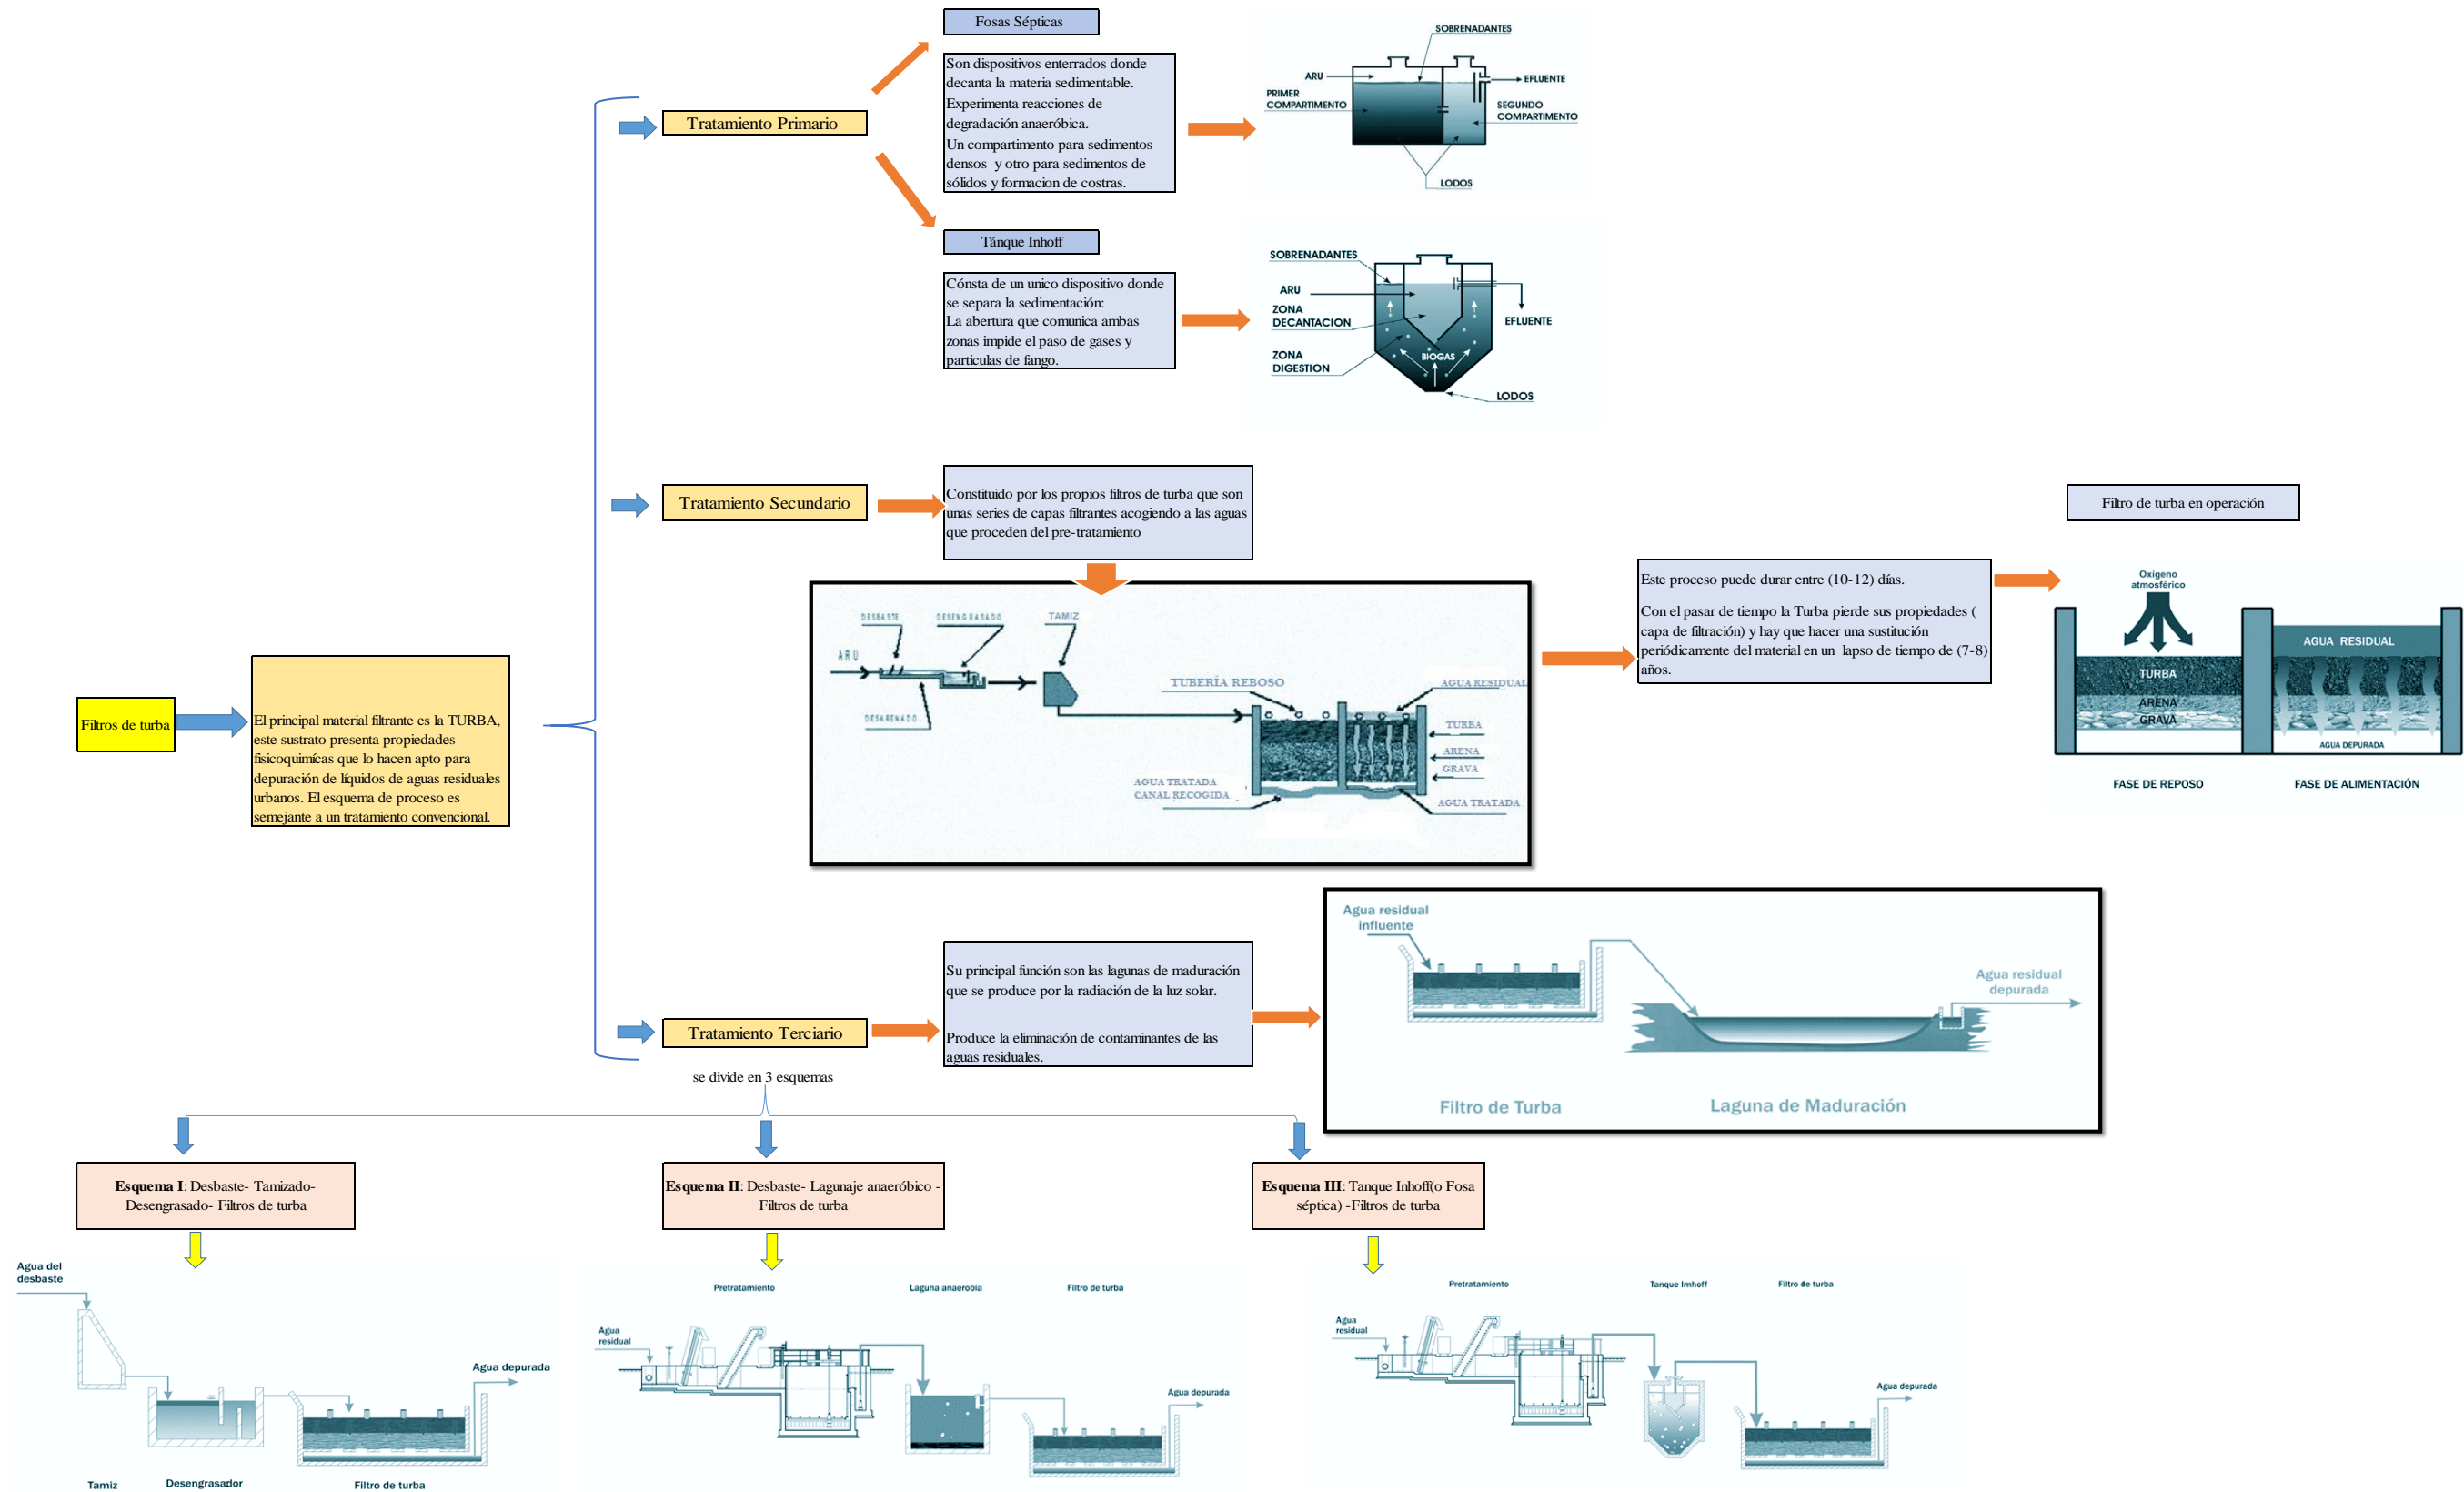 Filtros de turba
El principal material filtrante es la TURBA,
este sustrato presenta propiedades
fisicoquimícas que lo hacen apto para
depuración de líquidos de aguas residuales
urbanos. El esquema de proceso es
semejante a un tratamiento convencional.
Tratamiento Primario
Fosas Sépticas
Son dispositivos enterrados donde
decanta la materia sedimentable.
Experimenta reacciones de
degradación anaeróbica.
Un compartimento para sedimentos
densos y otro para sedimentos de
sólidos y formacion de costras.
SOBRENADANTES
ARU
EFLUENTE
PRIMER
COMPARTIMENTO
SEGUNDO
COMPARTIMENTO
LODOS
Tánque Inhoff
Cónsta de un unico dispositivo donde
se separa la sedimentación:
La abertura que comunica ambas
zonas impide el paso de gases y
particulas de fango.
SOBRENADANTES
ARU
ZONA
DECANTACION
EFLUENTE
ZONA
DIGESTION
BIOGAS
LODOS
Tratamiento Secundario
Constituido por los propios filtros de turba que son
unas series de capas filtrantes acogiendo a las aguas
que proceden del pre-tratamiento
DESBASTE
DESENGRASADO
TAMIZ
ARU
DESARENADO
TUBERÍA REBOSO
AGUA RESIDUAL
TURBA
ARENA
GRAVA
AGUA TRATADA
CANAL RECOGIDA
AGUA TRATADA
Este proceso puede durar entre (10-12) días.
Con el pasar de tiempo la Turba pierde sus propiedades (
capa de filtración) y hay que hacer una sustitución
periódicamente del material en un lapso de tiempo de (7-8)
años.
Filtro de turba en operación
Oxígeno
atmosférico
AGUA RESIDUAL
TURBA
ARENA
GRAVA
AGUA DEPURADA
FASE DE REPOSO
FASE DE ALIMENTACIÓN
Tratamiento Terciario
Su principal función son las lagunas de maduración
que se produce por la radiación de la luz solar.
Produce la eliminación de contaminantes de las
aguas residuales.
Agua residual
influente
Agua residual
depurada
Filtro de Turba
Laguna de Maduración
se divide en 3 esquemas
Esquema I: Desbaste- Tamizado-
Desengrasado- Filtros de turba
Agua del
desbaste
Agua depurada
Tamiz
Desengrasador
Filtro de turba
Esquema II: Desbaste- Lagunaje anaeróbico -
Filtros de turba
Pretratamiento
Laguna anaerobia
Filtro de turba
Agua
residual
Agua depurada
Esquema III: Tanque Inhoff(o Fosa
séptica) -Filtros de turba
Pretratamiento
Tanque Imhoff
Filtro de turba
Agua
residual
Agua depurada